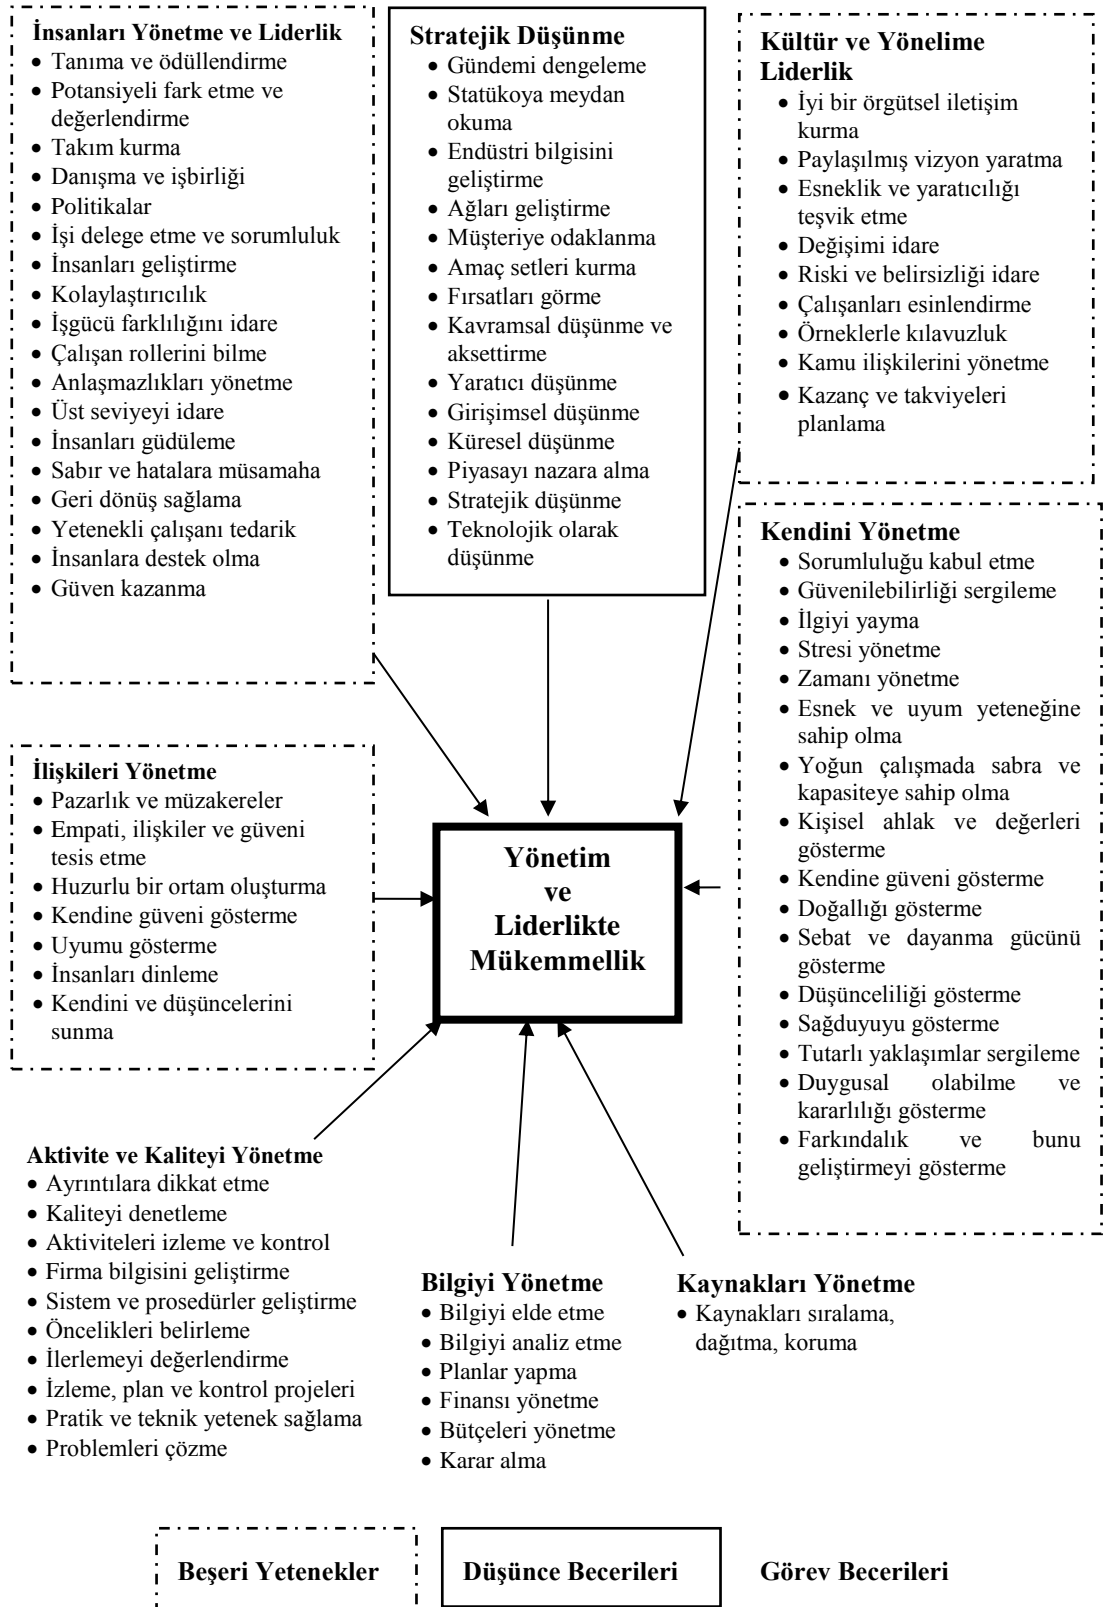 İnsanları Yönetme ve Liderlik
• Tanıma ve ödüllendirme
• Potansiyeli fark etme ve
değerlendirme
• Takım kurma
• Danışma ve işbirliği
• Politikalar
• İşi delege etme ve sorumluluk
• İnsanları geliştirme
• Kolaylaştırıcılık
• İşgücü farklılığını idare
• Çalışan rollerini bilme
• Anlaşmazlıkları yönetme
• Üst seviyeyi idare
• İnsanları güdüleme
• Sabır ve hatalara müsamaha
• Geri dönüş sağlama
• Yetenekli çalışanı tedarik
• İnsanlara destek olma
• Güven kazanma
Stratejik Düşünme
• Gündemi dengeleme
• Statükoya meydan
okuma
• Endüstri bilgisini
geliştirme
• Ağları geliştirme
• Müşteriye odaklanma
• Amaç setleri kurma
• Fırsatları görme
• Kavramsal düşünme ve
aksettirme
• Yaratıcı düşünme
• Girişimsel düşünme
• Küresel düşünme
• Piyasayı nazara alma
• Stratejik düşünme
• Teknolojik olarak
düşünme
Kültür ve Yönelime
Liderlik
• İyi bir örgütsel iletişim
kurma
• Paylaşılmış vizyon yaratma
• Esneklik ve yaratıcılığı
teşvik etme
• Değişimi idare
• Riski ve belirsizliği idare
• Çalışanları esinlendirme
• Örneklerle kılavuzluk
• Kamu ilişkilerini yönetme
• Kazanç ve takviyeleri
planlama
Kendini Yönetme
• Sorumluluğu kabul etme
• Güvenilebilirliği sergileme
• İlgiyi yayma
• Stresi yönetme
• Zamanı yönetme
• Esnek ve uyum yeteneğine
sahip olma
• Yoğun çalışmada sabra ve
kapasiteye sahip olma
• Kişisel ahlak ve değerleri
gösterme
• Kendine güveni gösterme
• Doğallığı gösterme
• Sebat ve dayanma gücünü
gösterme
• Düşünceliliği gösterme
• Sağduyuyu gösterme
• Tutarlı yaklaşımlar sergileme
• Duygusal olabilme ve
kararlılığı gösterme
• Farkındalık ve bunu
geliştirmeyi gösterme
İlişkileri Yönetme
• Pazarlık ve müzakereler
• Empati, ilişkiler ve güveni
tesis etme
• Huzurlu bir ortam oluşturma
• Kendine güveni gösterme
• Uyumu gösterme
• İnsanları dinleme
• Kendini ve düşüncelerini
sunma
Yönetim
ve
Liderlikte
Mükemmellik
Aktivite ve Kaliteyi Yönetme
• Ayrıntılara dikkat etme
• Kaliteyi denetleme
• Aktiviteleri izleme ve kontrol
• Firma bilgisini geliştirme
• Sistem ve prosedürler geliştirme
• Öncelikleri belirleme
• İlerlemeyi değerlendirme
• İzleme, plan ve kontrol projeleri
• Pratik ve teknik yetenek sağlama
• Problemleri çözme
Bilgiyi Yönetme
• Bilgiyi elde etme
• Bilgiyi analiz etme
• Planlar yapma
• Finansı yönetme
• Bütçeleri yönetme
• Karar alma
Kaynakları Yönetme
• Kaynakları sıralama,
dağıtma, koruma
Beşeri Yetenekler
Düşünce Becerileri
Görev Becerileri